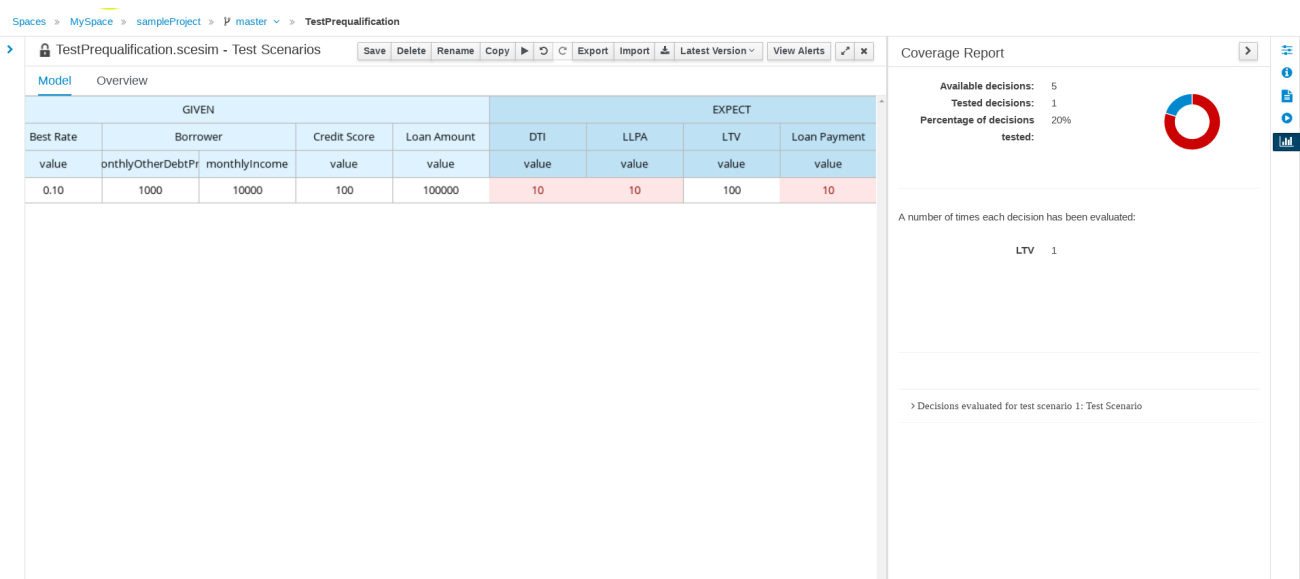 Spaces » MySpace » sampleProject » master » TestPrequalification
TestPrequalification.scesim - Test Scenarios
Save Delete Rename Copy Export Import Latest Version View Alerts
Model Overview
GIVEN EXPECT
Best Rate Borrower Credit Score Loan Amount DTI LLPA LTV Loan Payment
value onthlyOtherDebtPr monthlyIncome value value value value value value
0.10 1000 10000 100 100000 10 10 100 10
Coverage Report
Available decisions: 5
Tested decisions: 1
Percentage of decisions 20%
tested:
A number of times each decision has been evaluated:
LTV 1
Decisions evaluated for test scenario 1: Test Scenario